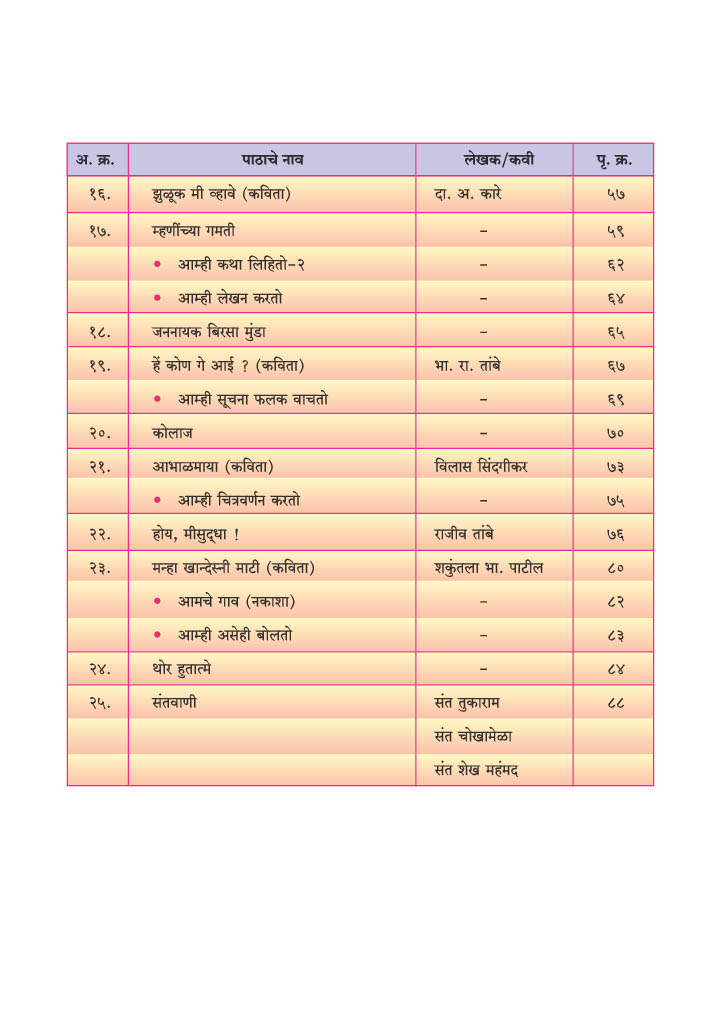 अ. क्र. पाठाचे नाव लेखक/कवी पृ. क्र.
१६. झुळूक मी व्हावे (कविता) दा. अ. कारे ५७
१७. म्हणींच्या गमती – ५९
• आम्ही कथा लिहितो-२ – ६२
• आम्ही लेखन करतो – ६४
१८. जननायक बिरसा मुंडा – ६५
१९. हें कोण गे आई ? (कविता) भा. रा. तांबे ६७
• आम्ही सूचना फलक वाचतो – ६९
२०. कोलाज – ७०
२१. आभाळमाया (कविता) विलास सिंदगीकर ७३
• आम्ही चित्रवर्णन करतो – ७५
२२. होय, मीसुद्धा ! राजीव तांबे ७६
२३. मन्हा खान्देस्नी माटी (कविता) शकुंतला भा. पाटील ८०
• आमचे गाव (नकाशा) – ८२
• आम्ही असेही बोलतो – ८३
२४. थोर हुतात्मे – ८४
२५. संतवाणी संत तुकाराम ८८
संत चोखामेळा
संत शेख महंमद